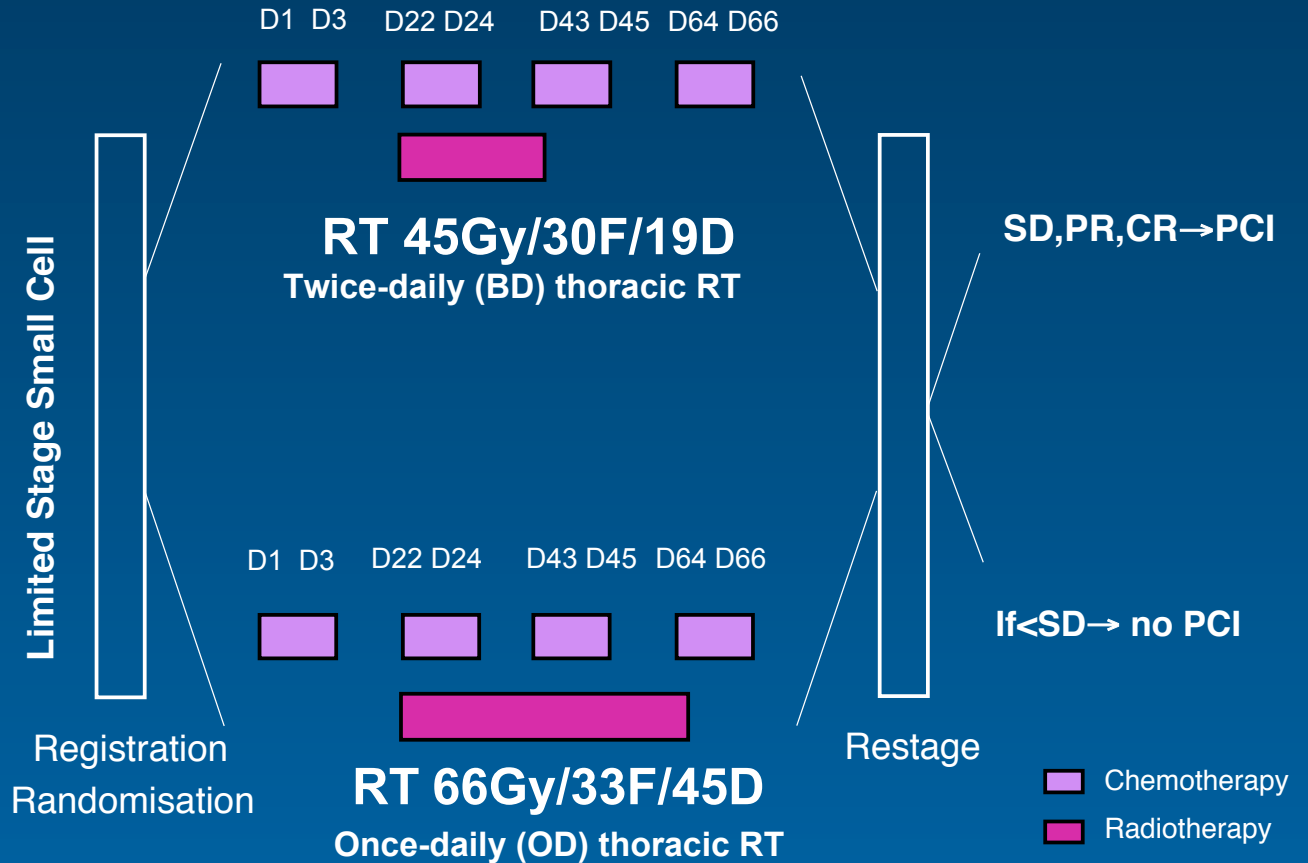 D1 D3 D22 D24 D43 D45 D64 D66
RT 45Gy/30F/19D
Twice-daily (BD) thoracic RT
Limited Stage Small Cell
SD,PR,CR→PCI
D1 D3 D22 D24 D43 D45 D64 D66
If<SD→ no PCI
RT 66Gy/33F/45D
Once-daily (OD) thoracic RT
Registration
Randomisation
Restage
Chemotherapy
Radiotherapy